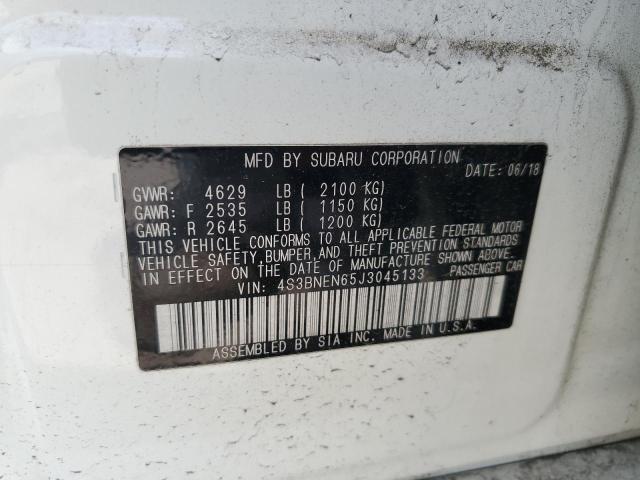 MFD BY SUBARU CORPORATION
DATE: 06/18
GVWR: 4629 LB ( 2100 KG)
GAWR: F 2535 LB ( 1150 KG)
GAWR: R 2645 LB ( 1200 KG)
THIS VEHICLE CONFORMS TO ALL APPLICABLE FEDERAL MOTOR
VEHICLE SAFETY, BUMPER, AND THEFT PREVENTION STANDARDS
IN EFFECT ON THE DATE OF MANUFACTURE SHOWN ABOVE.
VIN: 4S3BNEN65J3045133 PASSENGER CAR
ASSEMBLED BY SIA INC. MADE IN U.S.A.